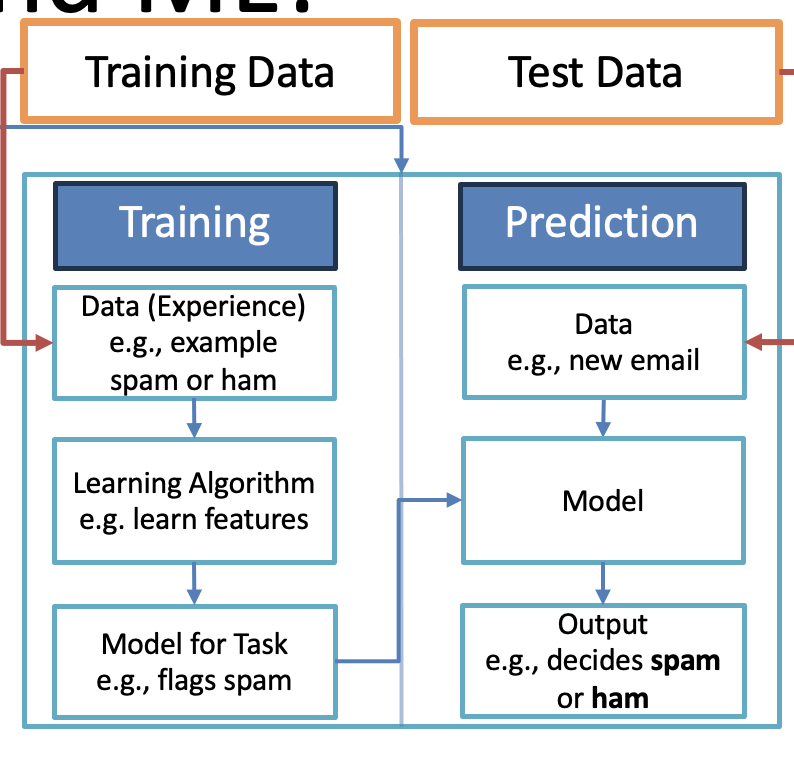 Training Data
Test Data
Training
Prediction
Data (Experience)
e.g., example
spam or ham
Data
e.g., new email
Learning Algorithm
e.g. learn features
Model
Model for Task
e.g., flags spam
Output
e.g., decides spam
or ham